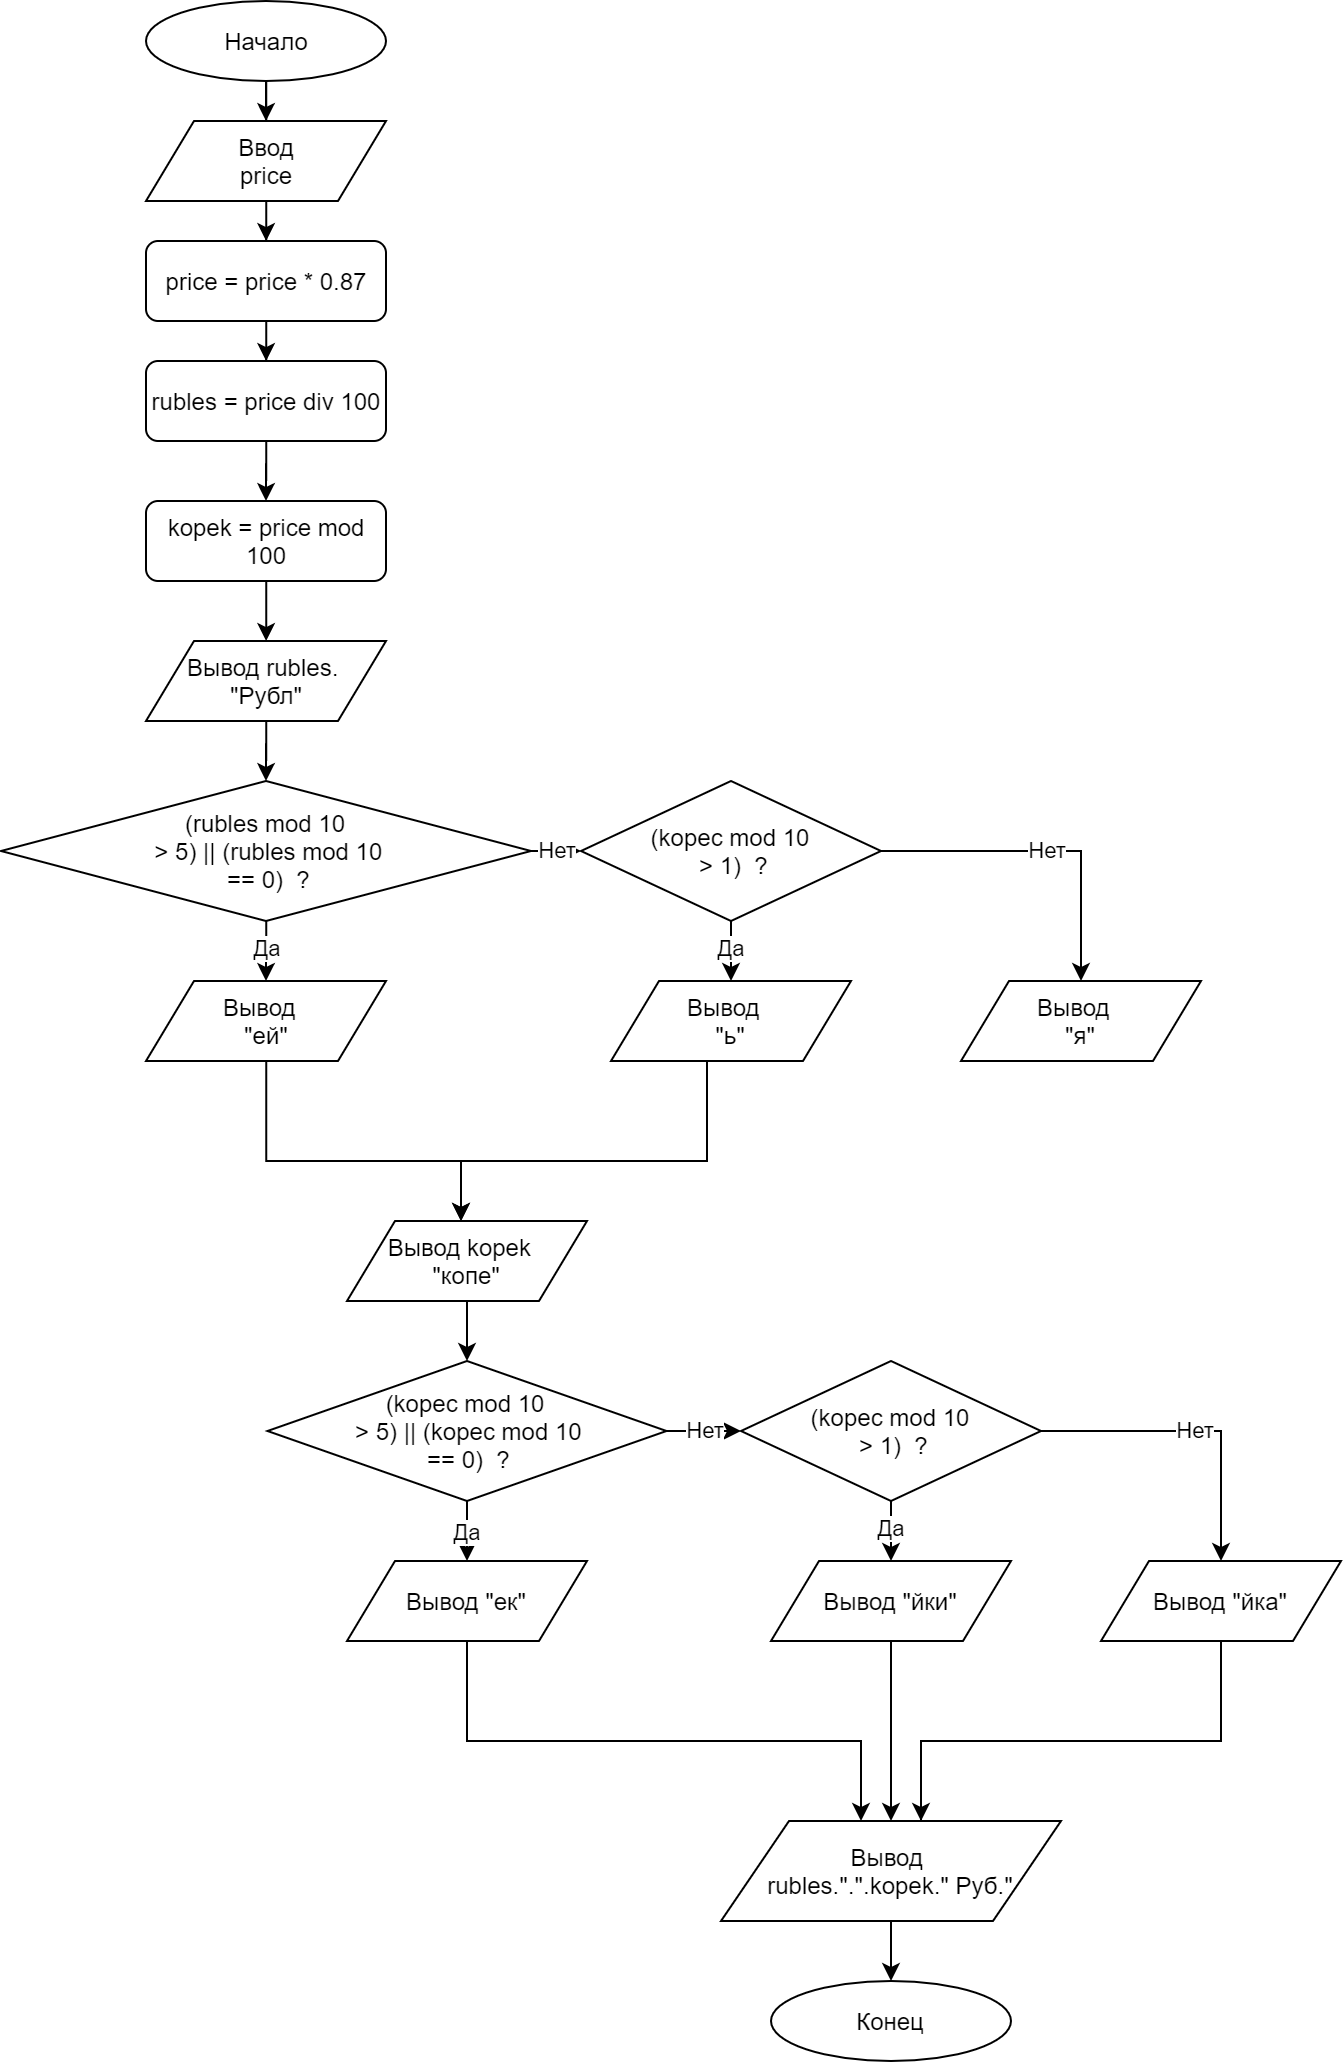 Начало
Ввод
price
price = price * 0.87
rubles = price div 100
kopek = price mod
100
Вывод rubles.
"Рубл"
(rubles mod 10
> 5) || (rubles mod 10
== 0)  ?
Нет
(kopec mod 10
> 1)  ?
Нет
Да
Да
Вывод
"ей"
Вывод
"ь"
Вывод
"я"
Вывод kopek
"копе"
(kopec mod 10
> 5) || (kopec mod 10
== 0)  ?
Нет
(kopec mod 10
> 1)  ?
Нет
Да
Да
Вывод "ек"
Вывод "йки"
Вывод "йка"
Вывод
rubles.".".kopek." Руб."
Конец